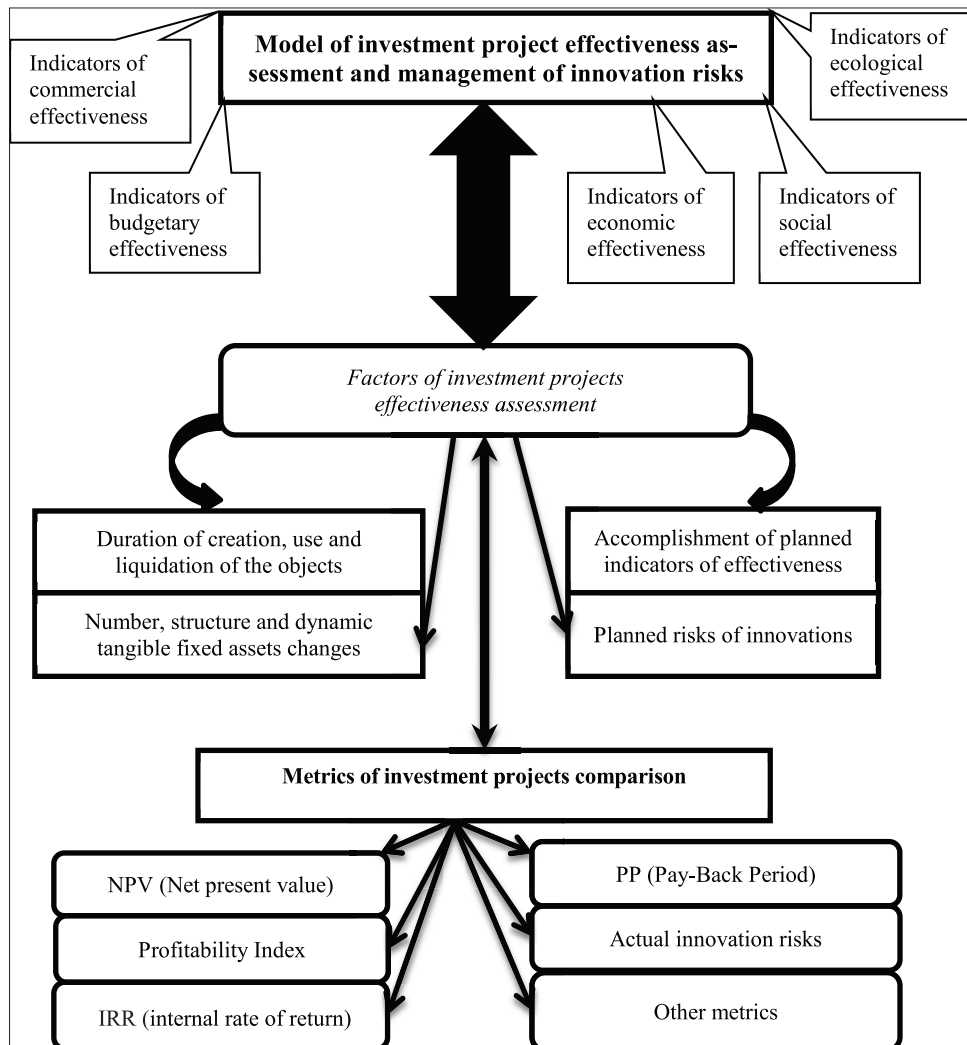 Model of investment project effectiveness as-
sessment and management of innovation risks
Indicators of
commercial
effectiveness
Indicators of
ecological
effectiveness
Indicators of
budgetary
effectiveness
Indicators of
economic
effectiveness
Indicators of
social
effectiveness
Factors of investment projects
effectiveness assessment
Duration of creation, use and
liquidation of the objects
Number, structure and dynamic
tangible fixed assets changes
Accomplishment of planned
indicators of effectiveness
Planned risks of innovations
Metrics of investment projects comparison
NPV (Net present value)
Profitability Index
IRR (internal rate of return)
PP (Pay-Back Period)
Actual innovation risks
Other metrics